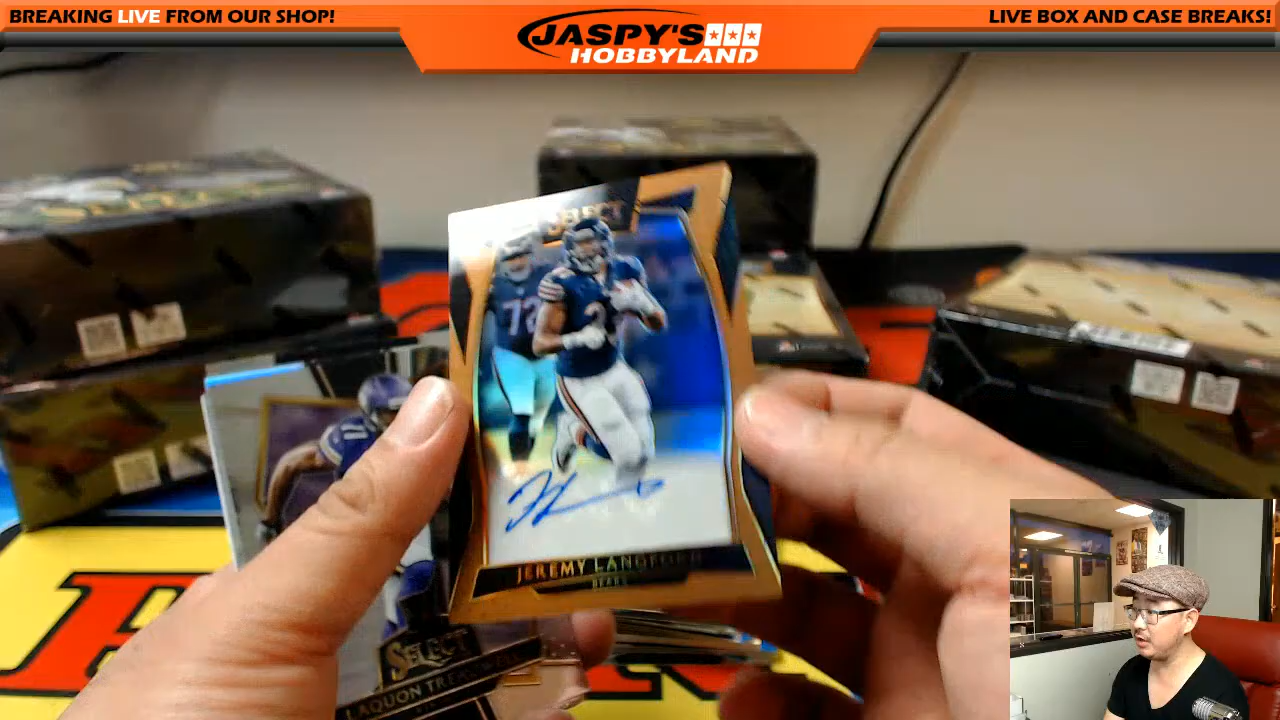 BREAKING LIVE FROM OUR SHOP!
JASPY'S
HOBBYLAND
LIVE BOX AND CASE BREAKS!
SELECT
72
JEREMY LANGFORD
BEARS
SELECT
LAQUON TREADWELL